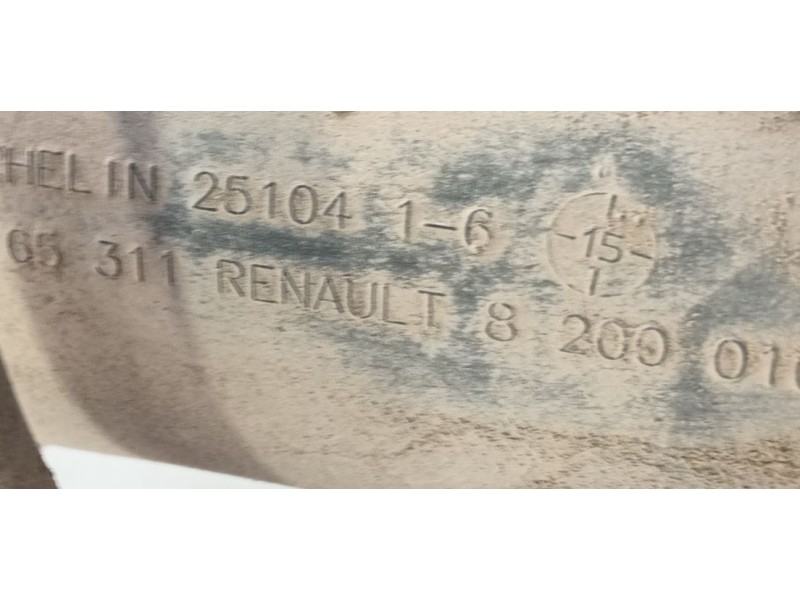 HELIN 25104 1-6 -15-
65 311 RENAULT 8 200 01